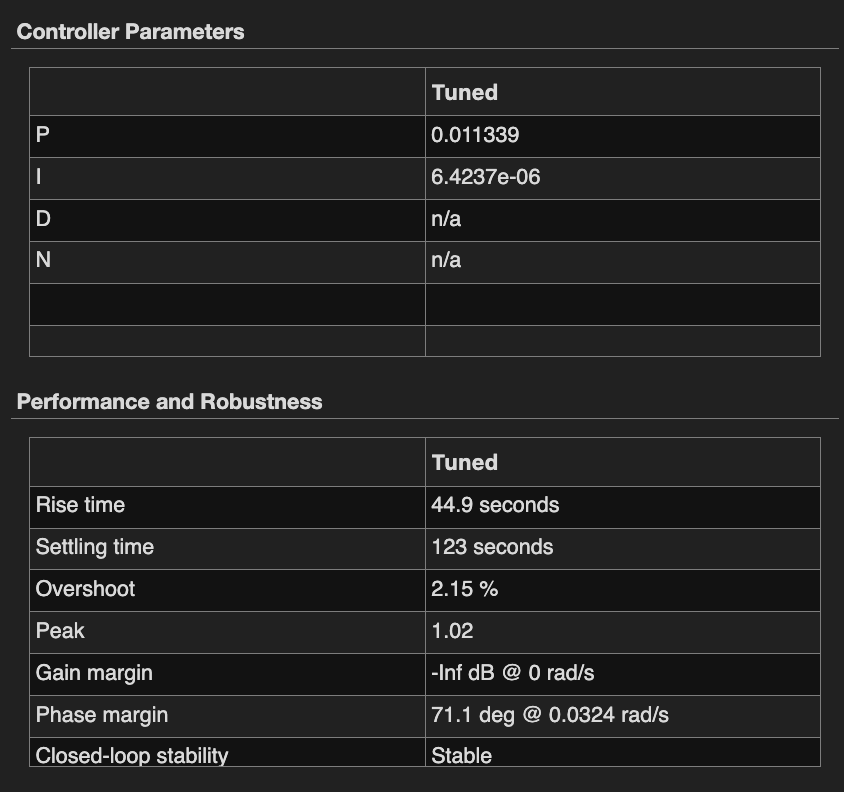 Controller Parameters
Tuned
P 0.011339
I 6.4237e-06
D n/a
N n/a
Performance and Robustness
Tuned
Rise time 44.9 seconds
Settling time 123 seconds
Overshoot 2.15 %
Peak 1.02
Gain margin -Inf dB @ 0 rad/s
Phase margin 71.1 deg @ 0.0324 rad/s
Closed-loop stability Stable